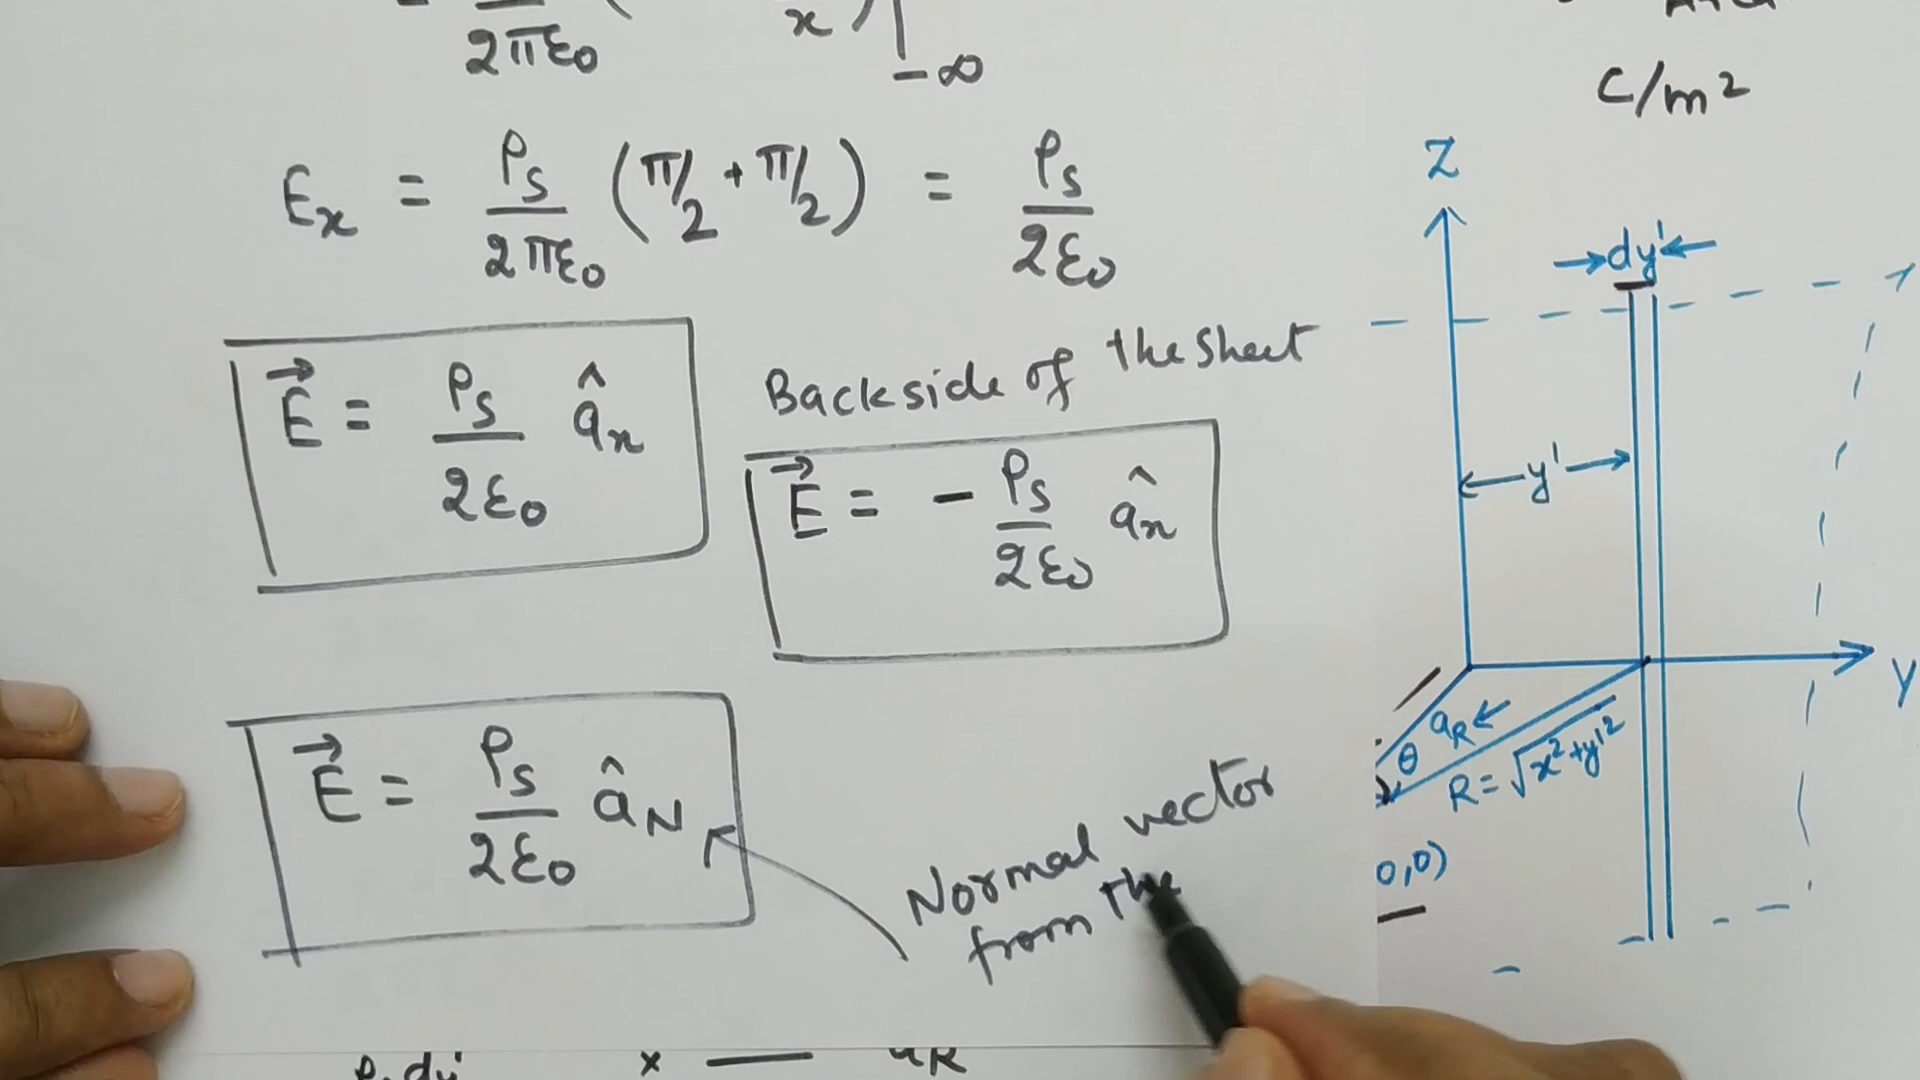 2πε₀ x -∞
Eₓ = ρₛ/2πε₀ (π/2 + π/2) = ρₛ/2ε₀
E⃗ = ρₛ/2ε₀ âₓ
Backside of the Sheet
E⃗ = - ρₛ/2ε₀ âₓ
E⃗ = ρₛ/2ε₀ â_N
Normal vector
from the
x aR
C/m²
Z
dy'
y'
Y
a_R
θ
R = √x²+y'²
0,0)